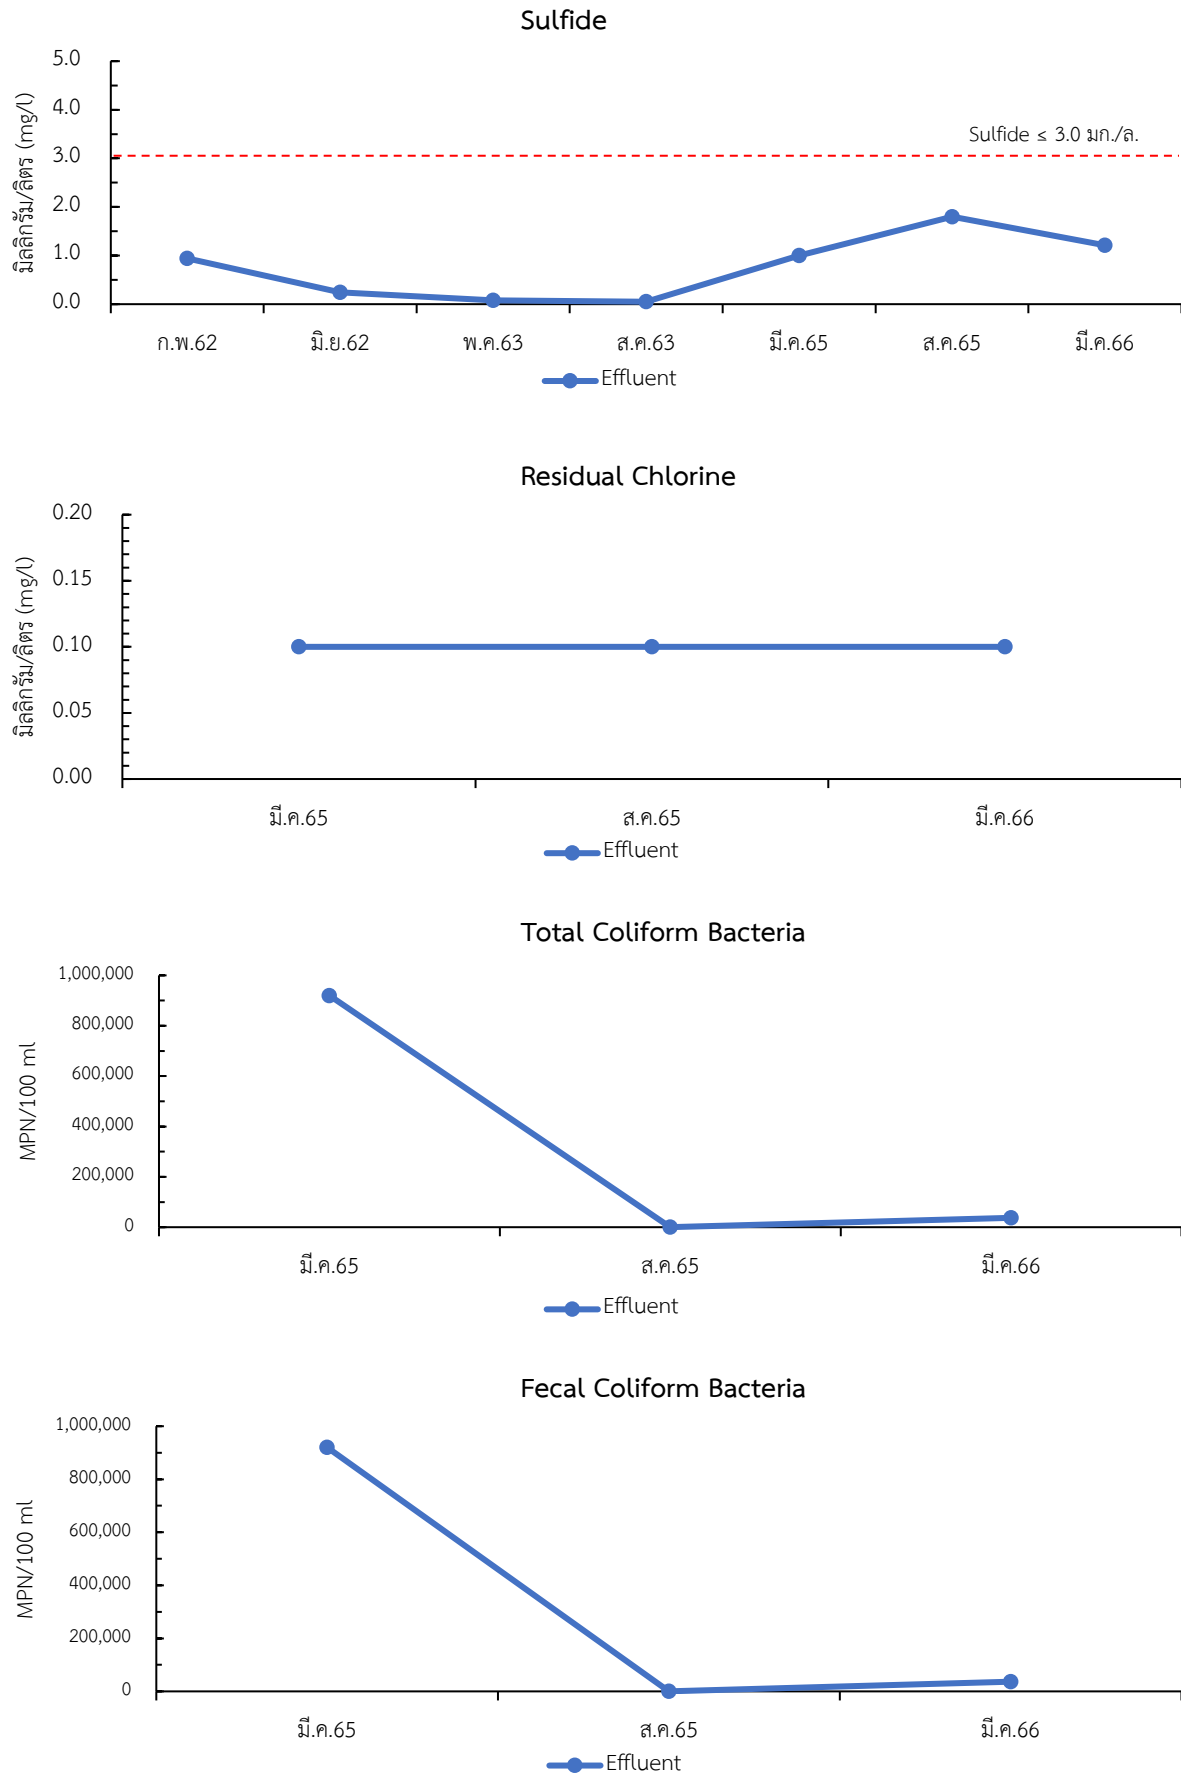 Sulfide
มิลลิกรัม/ลิตร (mg/l)
5.0
4.0
3.0
2.0
1.0
0.0
Sulfide ≤ 3.0 มก./ล.
ก.พ.62 มิ.ย.62 พ.ค.63 ส.ค.63 มี.ค.65 ส.ค.65 มี.ค.66
Effluent
Residual Chlorine
มิลลิกรัม/ลิตร (mg/l)
0.20
0.15
0.10
0.05
0.00
มี.ค.65 ส.ค.65 มี.ค.66
Effluent
Total Coliform Bacteria
MPN/100 ml
1,000,000
800,000
600,000
400,000
200,000
0
มี.ค.65 ส.ค.65 มี.ค.66
Effluent
Fecal Coliform Bacteria
MPN/100 ml
1,000,000
800,000
600,000
400,000
200,000
0
มี.ค.65 ส.ค.65 มี.ค.66
Effluent